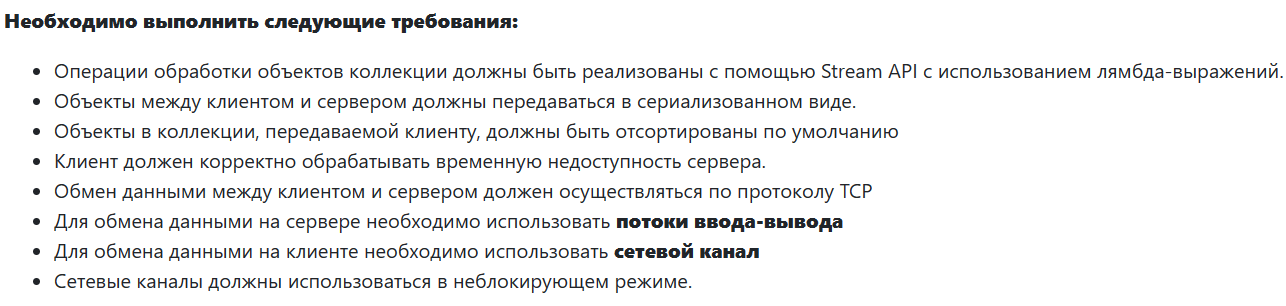 Необходимо выполнить следующие требования:
• Операции обработки объектов коллекции должны быть реализованы с помощью Stream API с использованием лямбда-выражений.
• Объекты между клиентом и сервером должны передаваться в сериализованном виде.
• Объекты в коллекции, передаваемой клиенту, должны быть отсортированы по умолчанию
• Клиент должен корректно обрабатывать временную недоступность сервера.
• Обмен данными между клиентом и сервером должен осуществляться по протоколу TCP
• Для обмена данными на сервере необходимо использовать потоки ввода-вывода
• Для обмена данными на клиенте необходимо использовать сетевой канал
• Сетевые каналы должны использоваться в неблокирующем режиме.